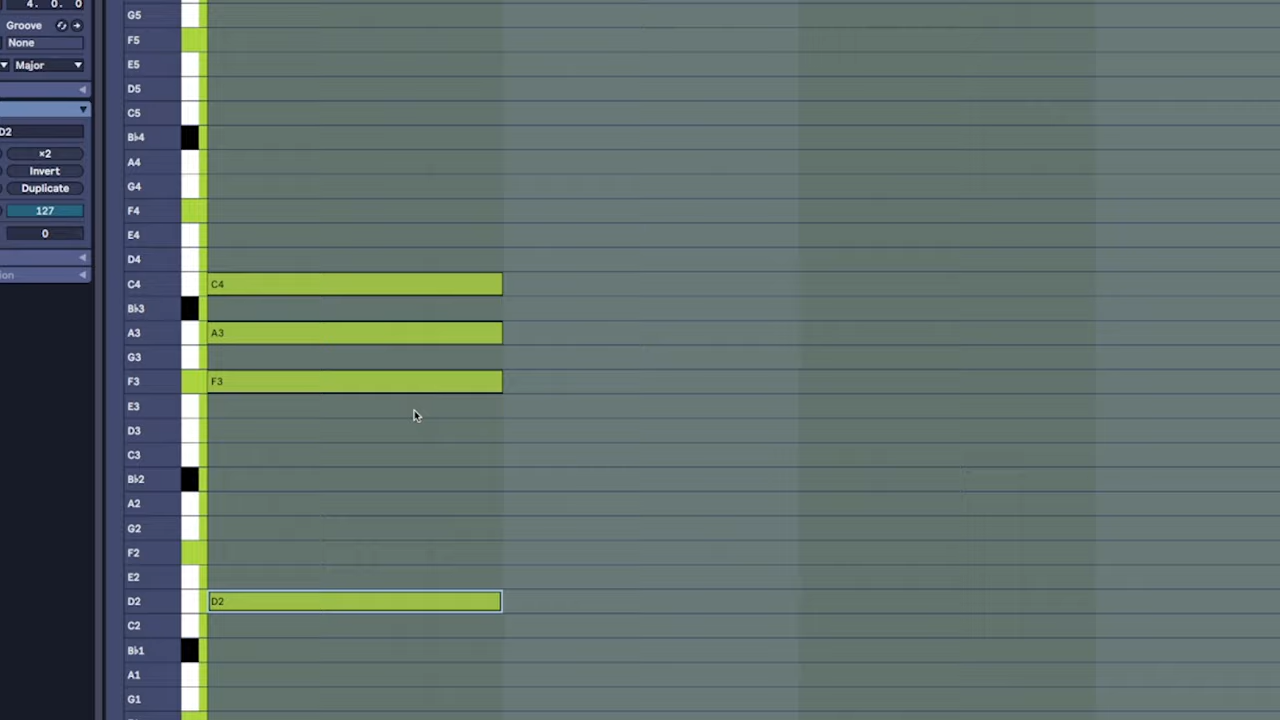 4. 0. 0
Groove
None
Major
D2
×2
Invert
Duplicate
127
0
ion
G5
F5
E5
D5
C5
B♭4
A4
G4
F4
E4
D4
C4 C4
B♭3
A3 A3
G3
F3 F3
E3
D3
C3
B♭2
A2
G2
F2
E2
D2 D2
C2
B♭1
A1
G1